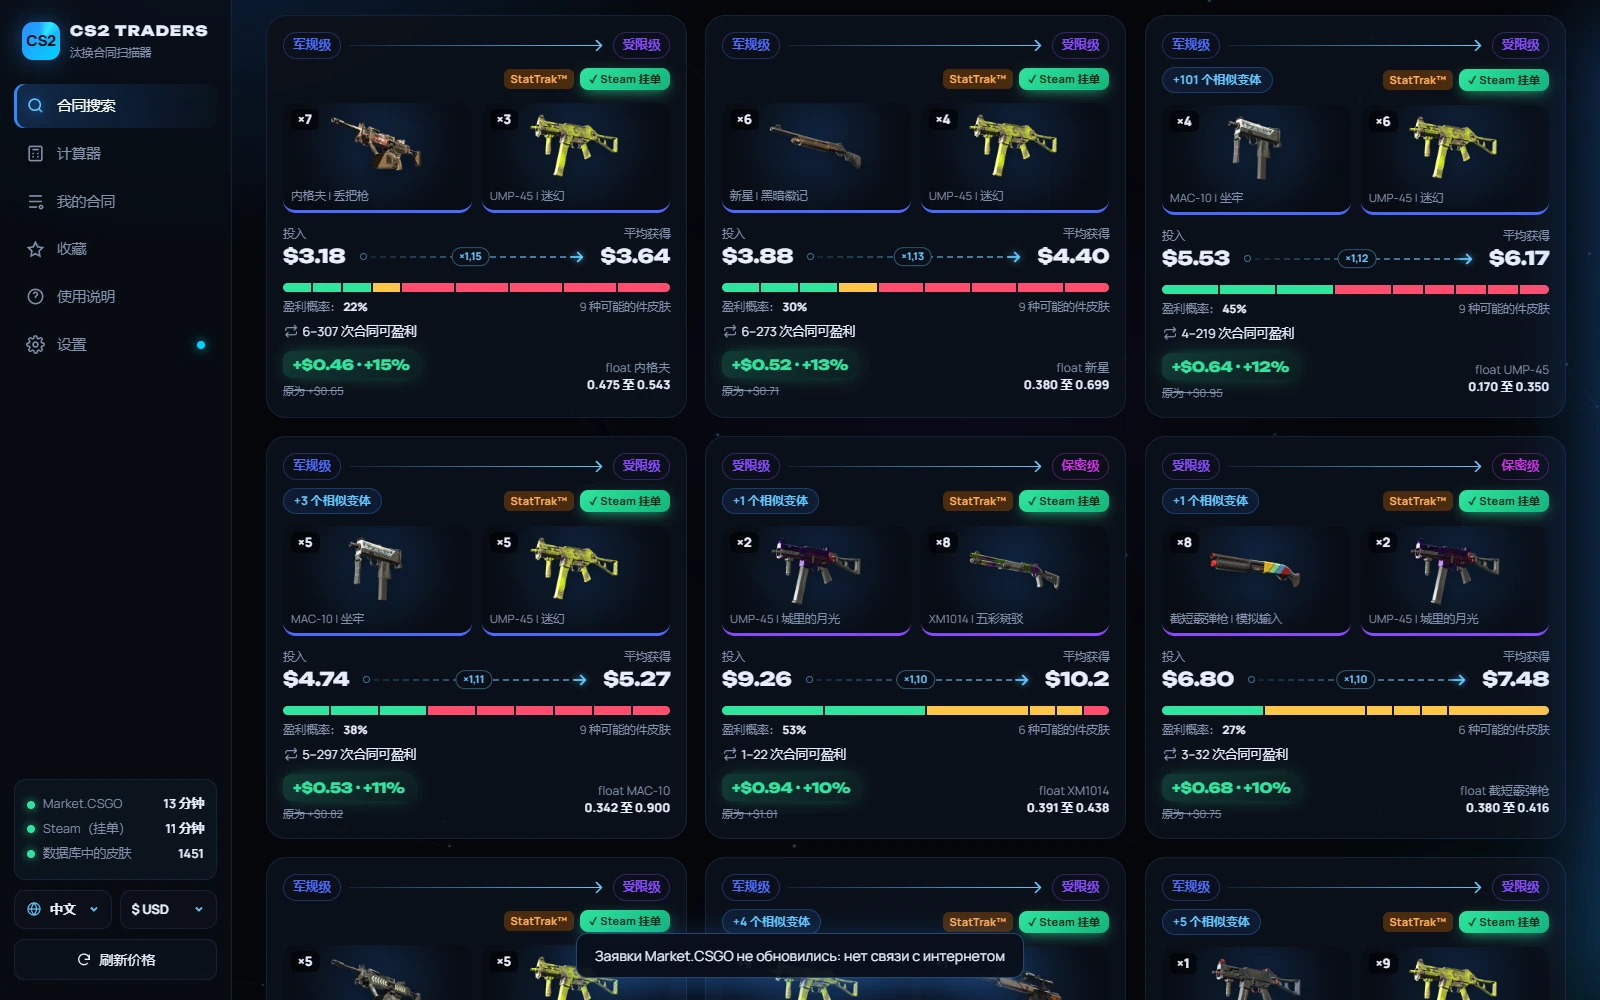 CS2
CS2 TRADERS
汰换合同扫描器
合同搜索
计算器
我的合同
收藏
使用说明
设置
Market.CSGO 13 分钟
Steam（挂单） 11 分钟
数据库中的皮肤 1451
中文
$ USD
刷新价格
军规级 受限级
StatTrak™ ✓ Steam 挂单
×7 ×3
内格夫 | 丢把枪 UMP-45 | 迷幻
投入 平均获得
$3.18 ×1,15 $3.64
盈利概率: 22% 9 种可能的件皮肤
6–307 次合同可盈利
+$0.46 · +15%
原为 +$0.65
float 内格夫
0.475 至 0.543
军规级 受限级
StatTrak™ ✓ Steam 挂单
×6 ×4
新星 | 黑暗徽记 UMP-45 | 迷幻
投入 平均获得
$3.88 ×1,13 $4.40
盈利概率: 30% 9 种可能的件皮肤
6–273 次合同可盈利
+$0.52 · +13%
原为 +$0.71
float 新星
0.380 至 0.699
军规级 受限级
+101 个相似变体 StatTrak™ ✓ Steam 挂单
×4 ×6
MAC-10 | 坐牢 UMP-45 | 迷幻
投入 平均获得
$5.53 ×1,12 $6.17
盈利概率: 45% 9 种可能的件皮肤
4–219 次合同可盈利
+$0.64 · +12%
原为 +$0.95
float UMP-45
0.170 至 0.350
军规级 受限级
+3 个相似变体 StatTrak™ ✓ Steam 挂单
×5 ×5
MAC-10 | 坐牢 UMP-45 | 迷幻
投入 平均获得
$4.74 ×1,11 $5.27
盈利概率: 38% 9 种可能的件皮肤
5–297 次合同可盈利
+$0.53 · +11%
原为 +$0.82
float MAC-10
0.342 至 0.900
受限级 保密级
+1 个相似变体 StatTrak™ ✓ Steam 挂单
×2 ×8
UMP-45 | 城里的月光 XM1014 | 五彩斑驳
投入 平均获得
$9.26 ×1,10 $10.2
盈利概率: 53% 6 种可能的件皮肤
1–22 次合同可盈利
+$0.94 · +10%
原为 +$1.01
float XM1014
0.391 至 0.438
受限级 保密级
+1 个相似变体 StatTrak™ ✓ Steam 挂单
×8 ×2
截短霰弹枪 | 模拟输入 UMP-45 | 城里的月光
投入 平均获得
$6.80 ×1,10 $7.48
盈利概率: 27% 6 种可能的件皮肤
3–32 次合同可盈利
+$0.68 · +10%
原为 +$0.75
float 截短霰弹枪
0.380 至 0.416
军规级 受限级
StatTrak™ ✓ Steam 挂单
×5 ×5
军规级 受限级
+4 个相似变体 StatTrak™ ✓ Steam 挂单
军规级 受限级
+5 个相似变体 StatTrak™ ✓ Steam 挂单
×1 ×9
Заявки Market.CSGO не обновились: нет связи с интернетом